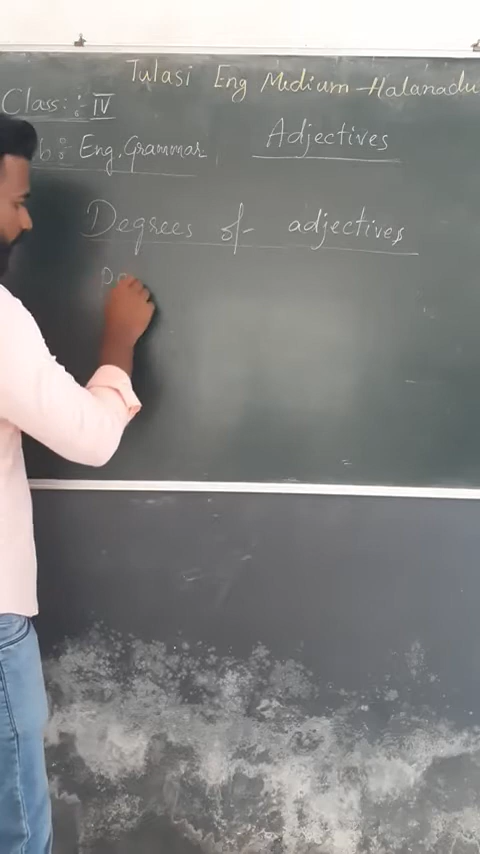 Tulasi Eng Medium - Halanadu
Class : - IV
b : Eng. Grammar
Adjectives
Degrees of adjectives